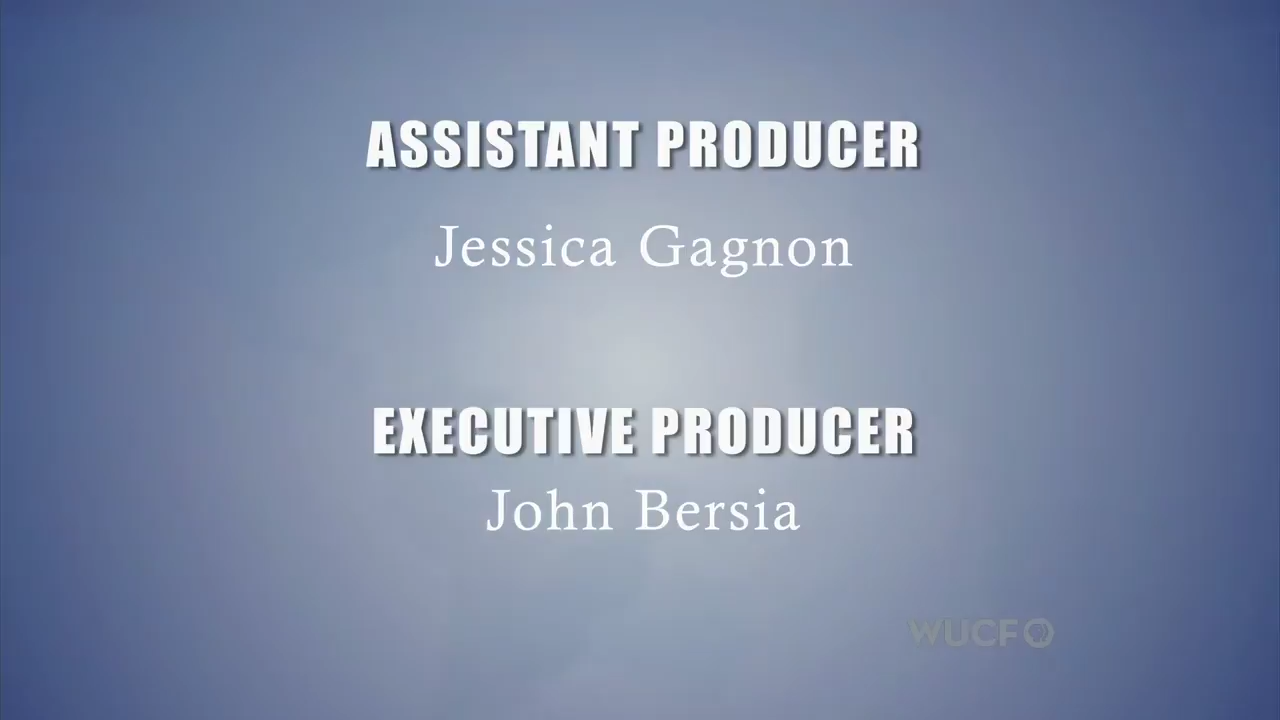 ASSISTANT PRODUCER
Jessica Gagnon
EXECUTIVE PRODUCER
John Bersia
WUCF